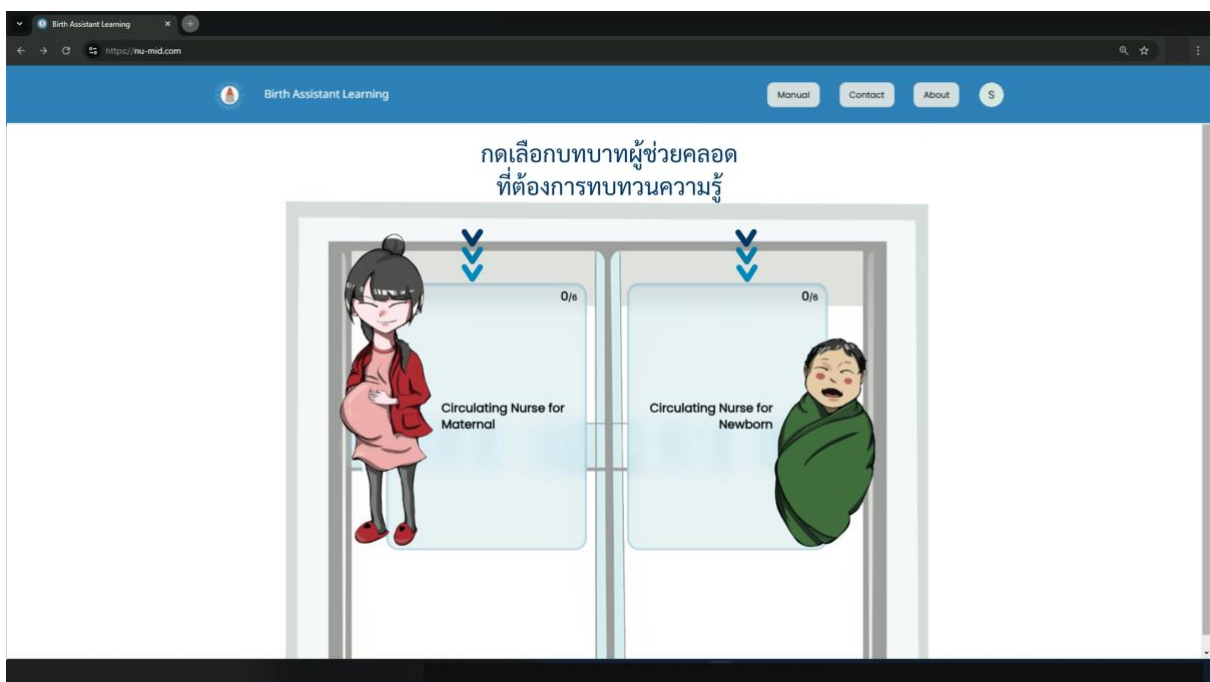 Birth Assistant Learning
https://nu-mid.com
Birth Assistant Learning
Manual
Contact
About
S
กดเลือกบทบาทผู้ช่วยคลอด
ที่ต้องการทบทวนความรู้
0/6
0/6
Circulating Nurse for
Maternal
Circulating Nurse for
Newborn